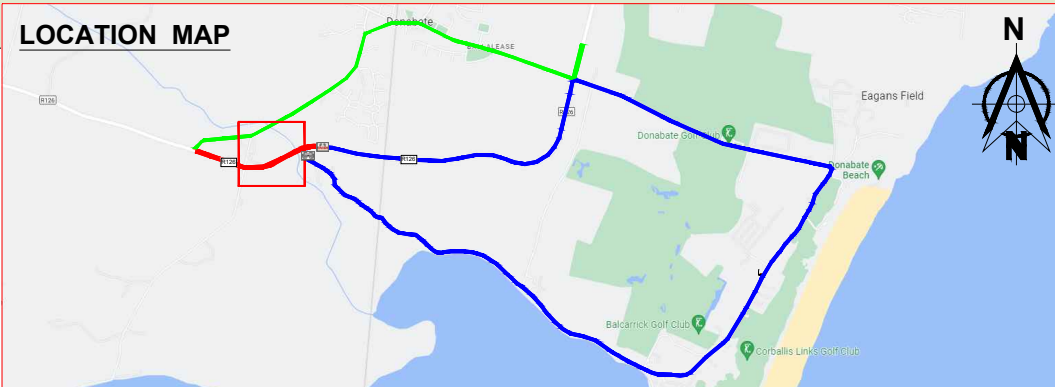 LOCATION MAP
N
Donabate
BALLALEASE
R126
Eagans Field
Donabate Golf Club
N
Donabate
Beach
R126
R126
Balcarrick Golf Club
Corballis Links Golf Club